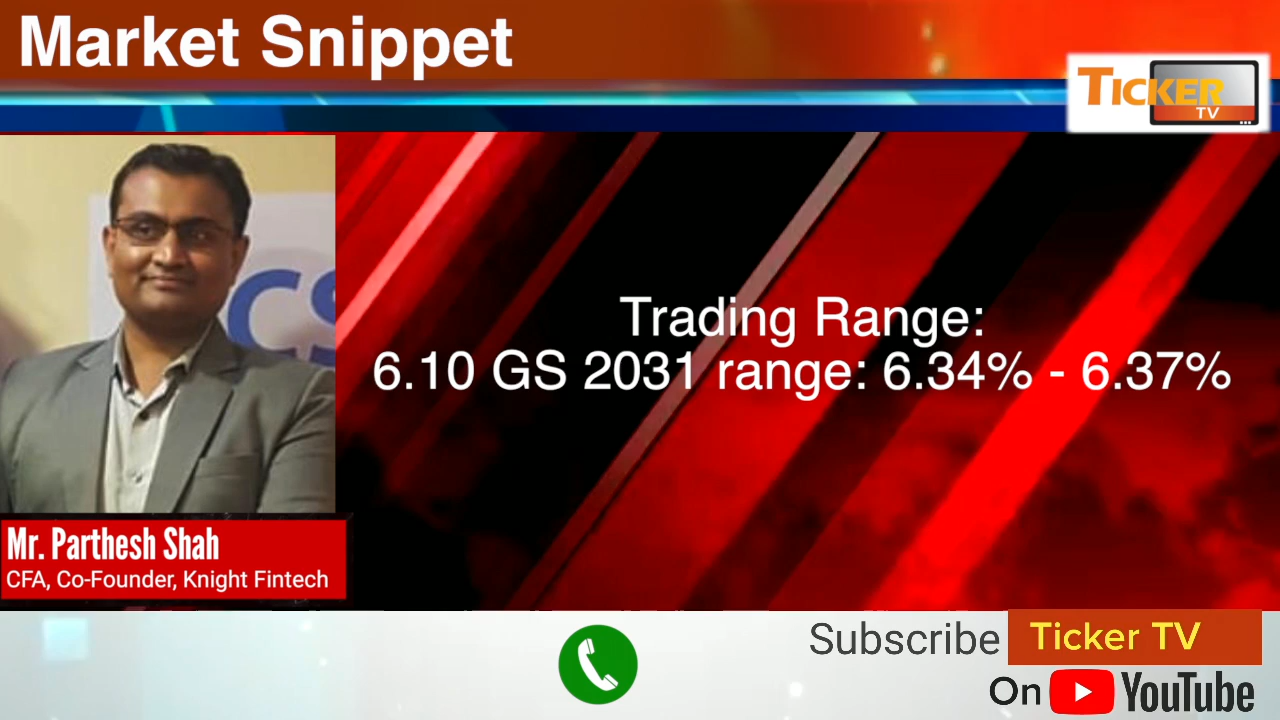 Market Snippet
TICKER
TV
CS
Trading Range:
6.10 GS 2031 range: 6.34% - 6.37%
Mr. Parthesh Shah
CFA, Co-Founder, Knight Fintech
Subscribe Ticker TV
On YouTube